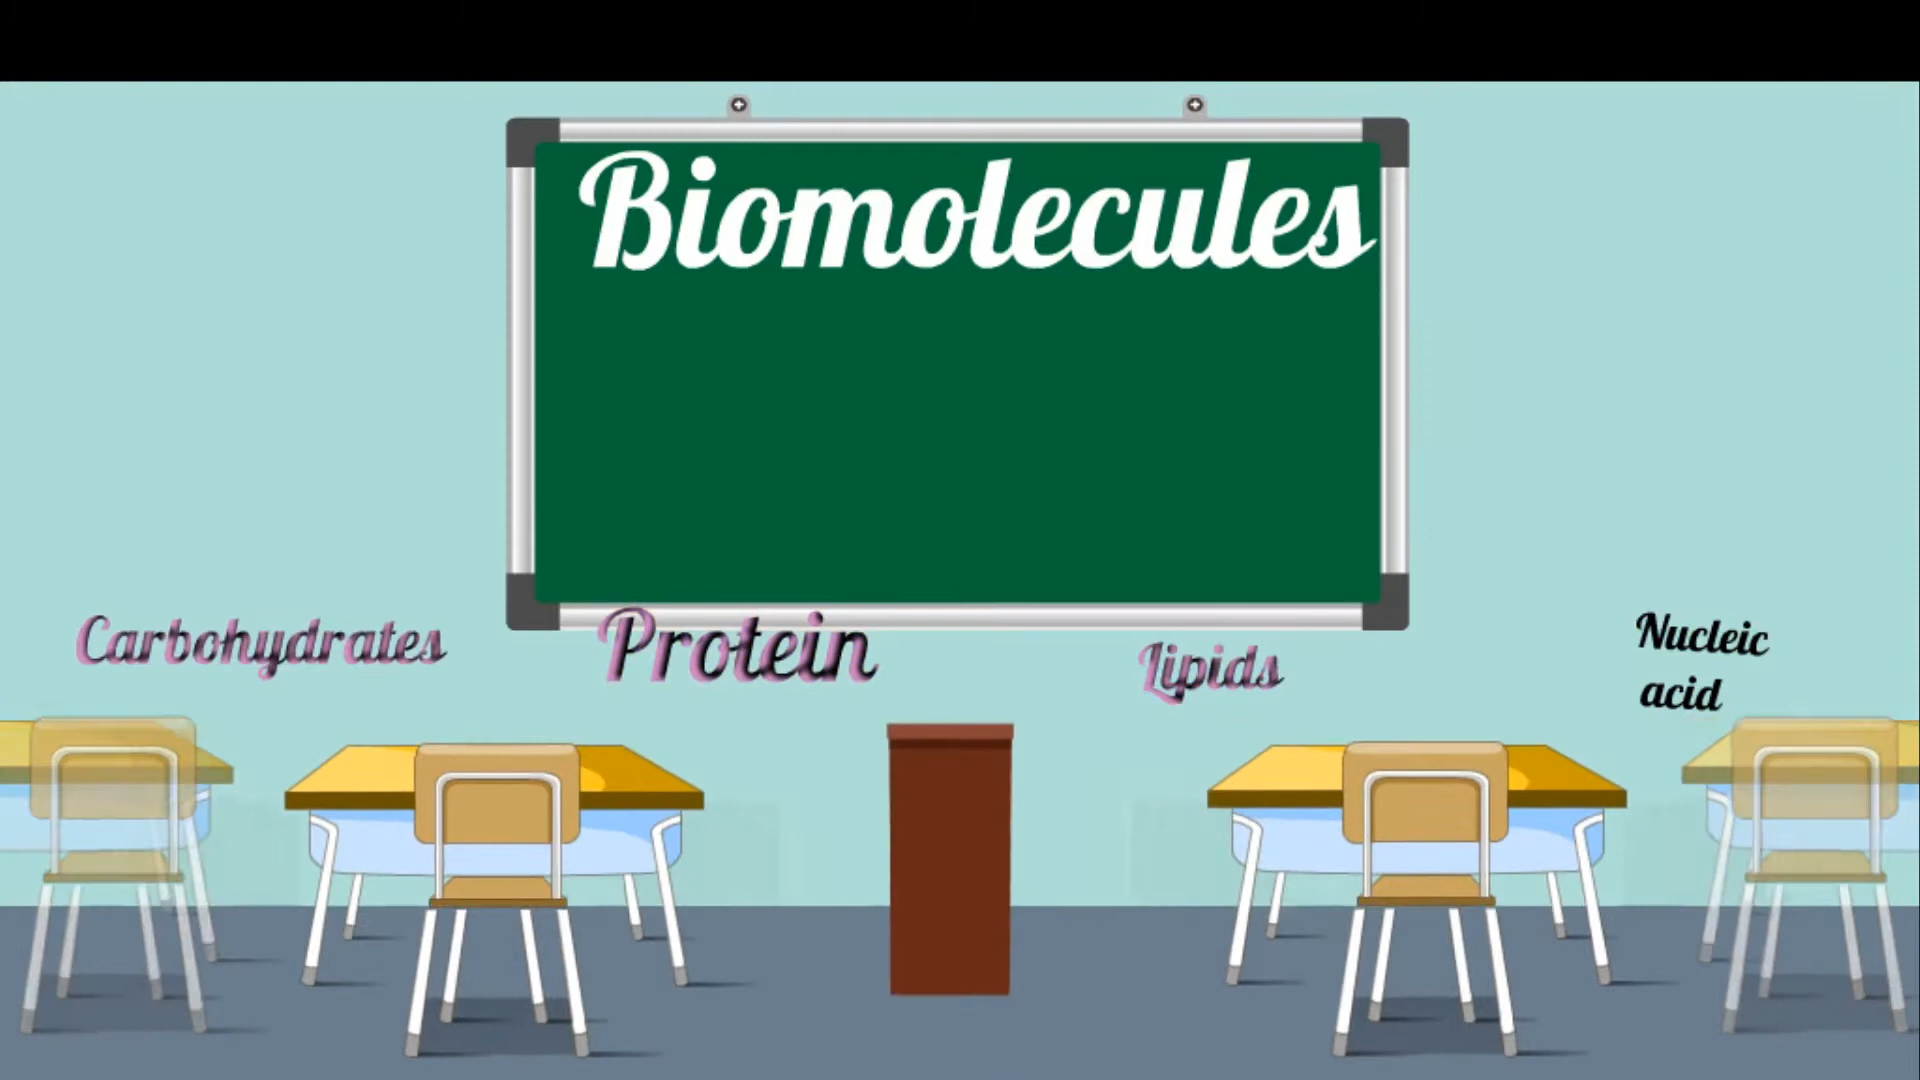 Biomolecules
Carbohydrates
Protein
Lipids
Nucleic
acid